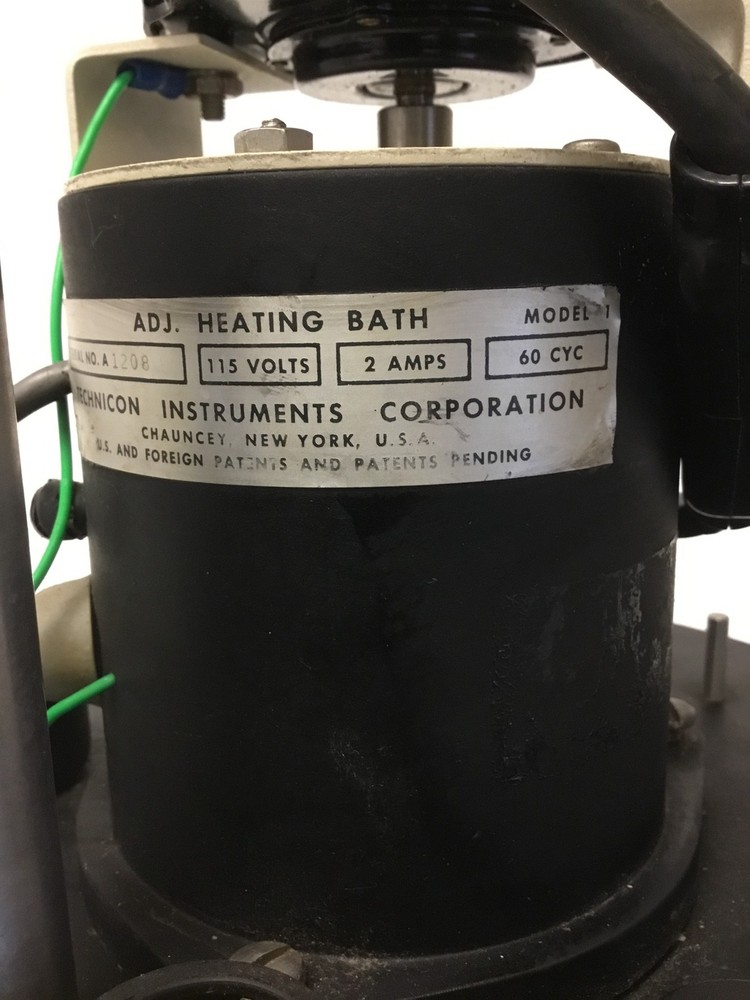 ADJ. HEATING BATH MODEL 1
NO. A 1208 115 VOLTS 2 AMPS 60 CYC
TECHNICON INSTRUMENTS CORPORATION
CHAUNCEY, NEW YORK, U.S.A.
U.S. AND FOREIGN PATENTS AND PATENTS PENDING